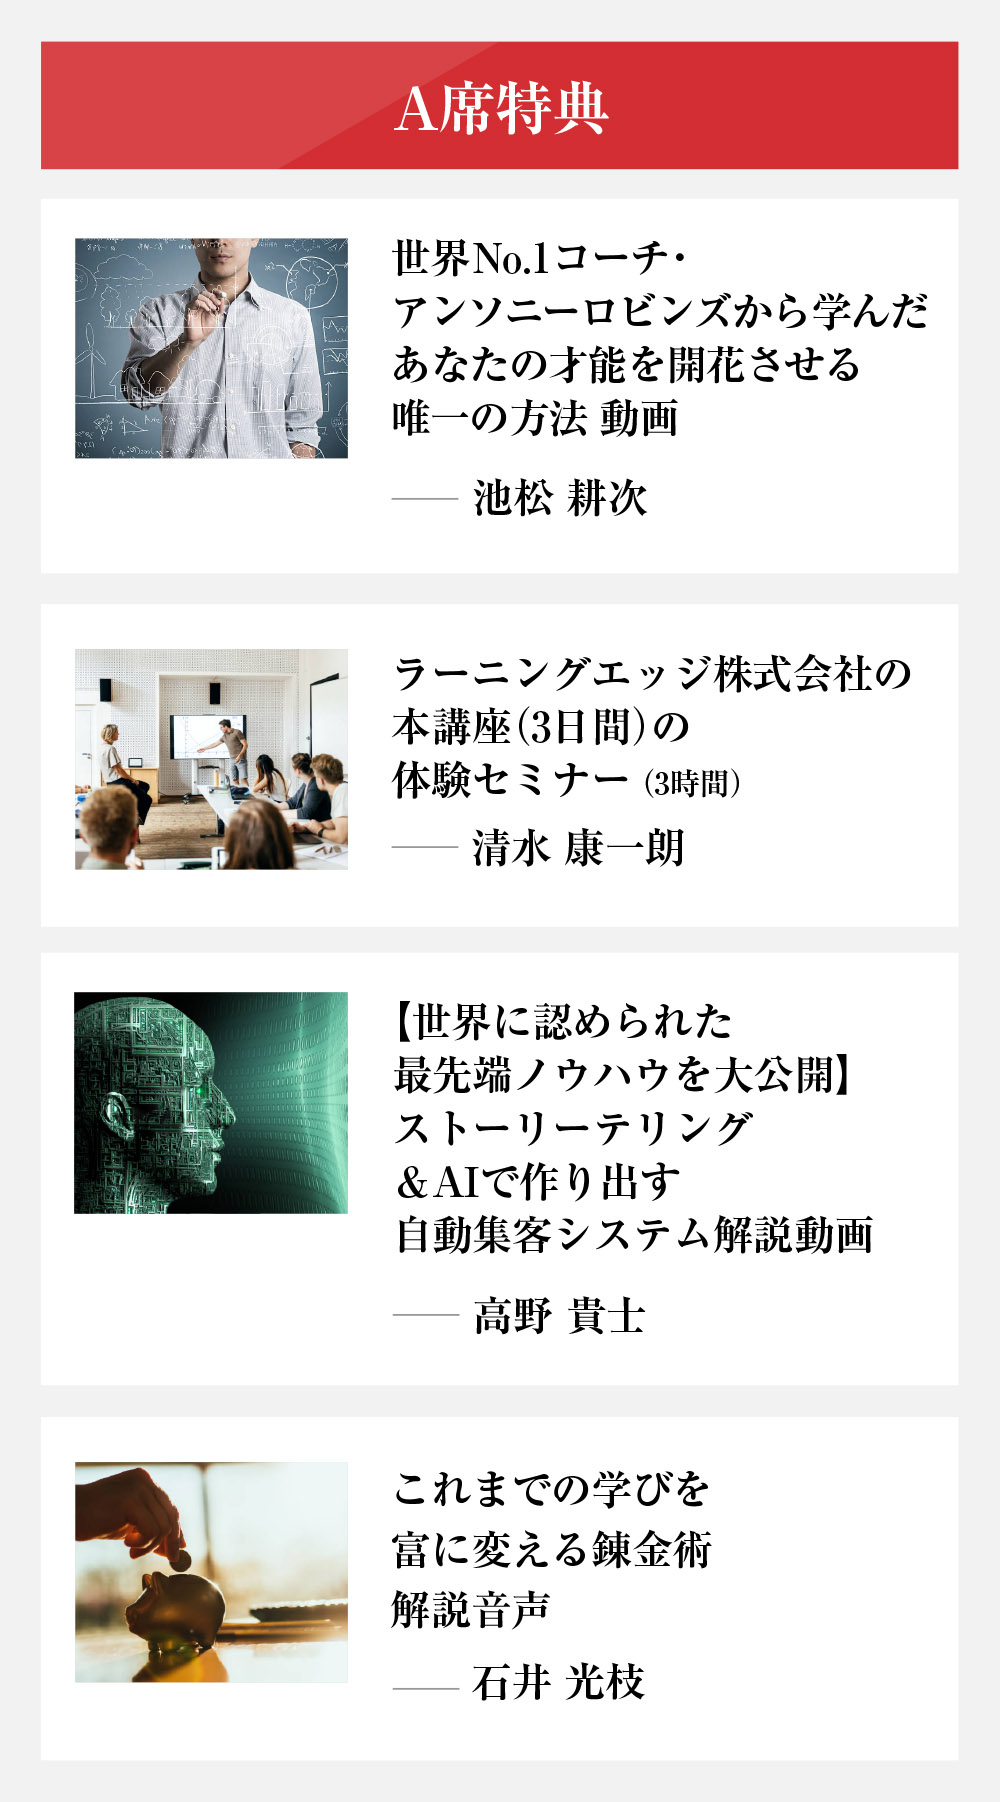 A席特典
世界No.1コーチ・
アンソニーロビンズから学んだ
あなたの才能を開花させる
唯一の方法 動画
池松 耕次
ラーニングエッジ株式会社の
本講座(3日間)の
体験セミナー (3時間)
清水 康一朗
【世界に認められた
最先端ノウハウを大公開】
ストーリーテリング
＆AIで作り出す
自動集客システム解説動画
高野 貴士
これまでの学びを
富に変える錬金術
解説音声
石井 光枝